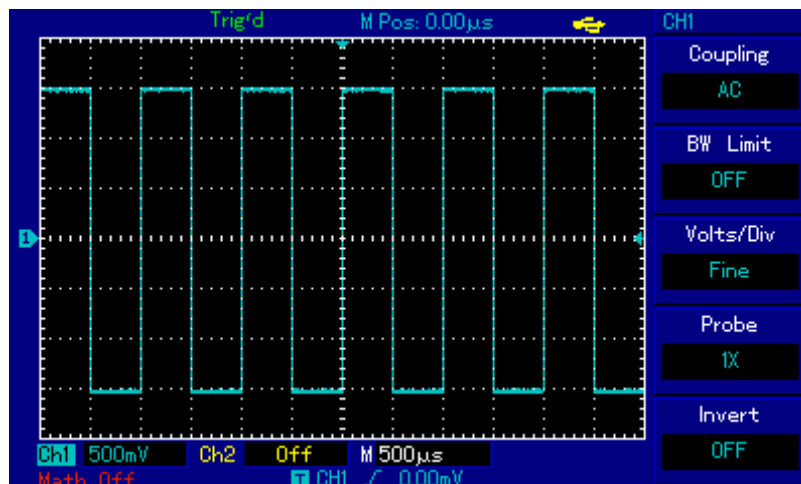 Trig'd M Pos: 0.00μs CH1
Coupling
AC
BW Limit
OFF
Volts/Div
Fine
Probe
1X
Invert
OFF
1
Ch1 500mV Ch2 Off M 500μs
Math Off T CH1 / 0.00mV